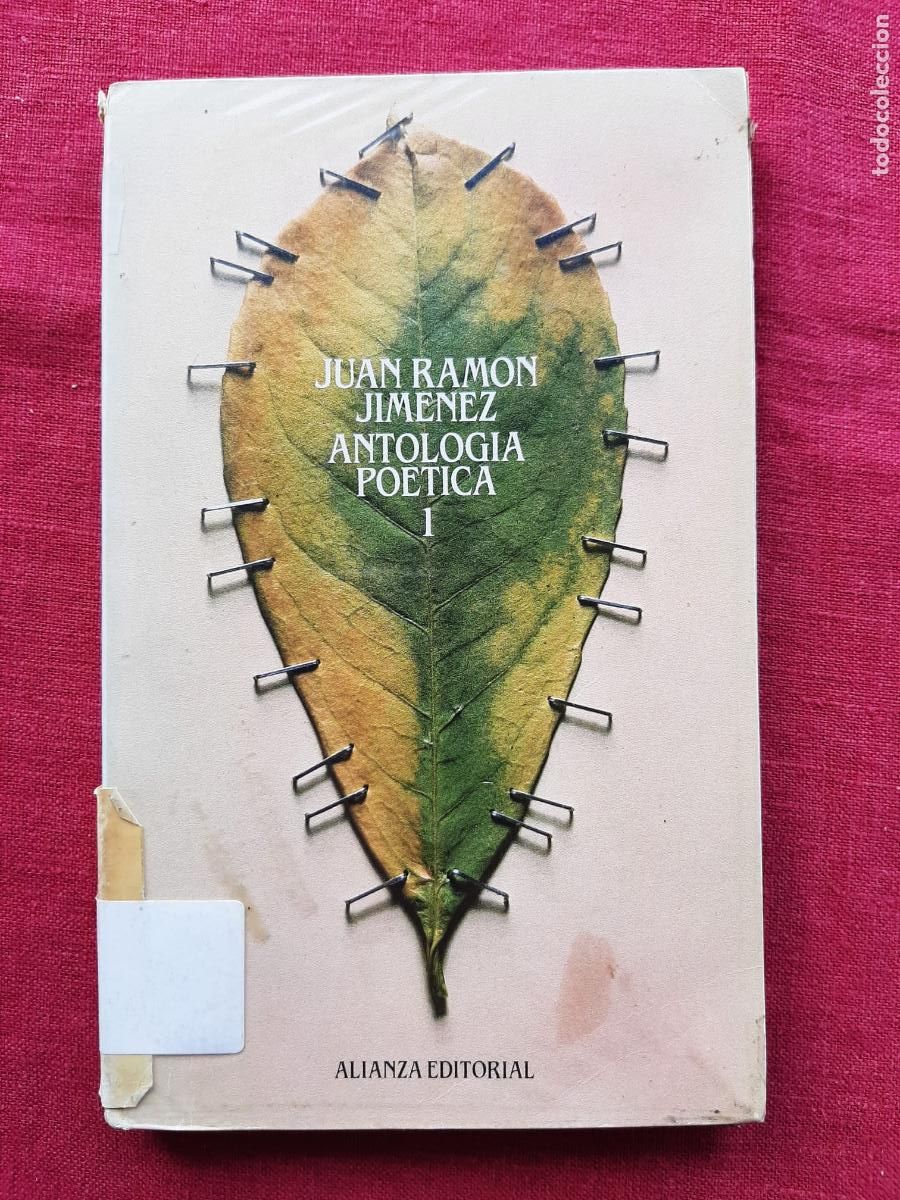 JUAN RAMON
JIMENEZ
ANTOLOGIA
POETICA
1
ALIANZA EDITORIAL
todocoleccion